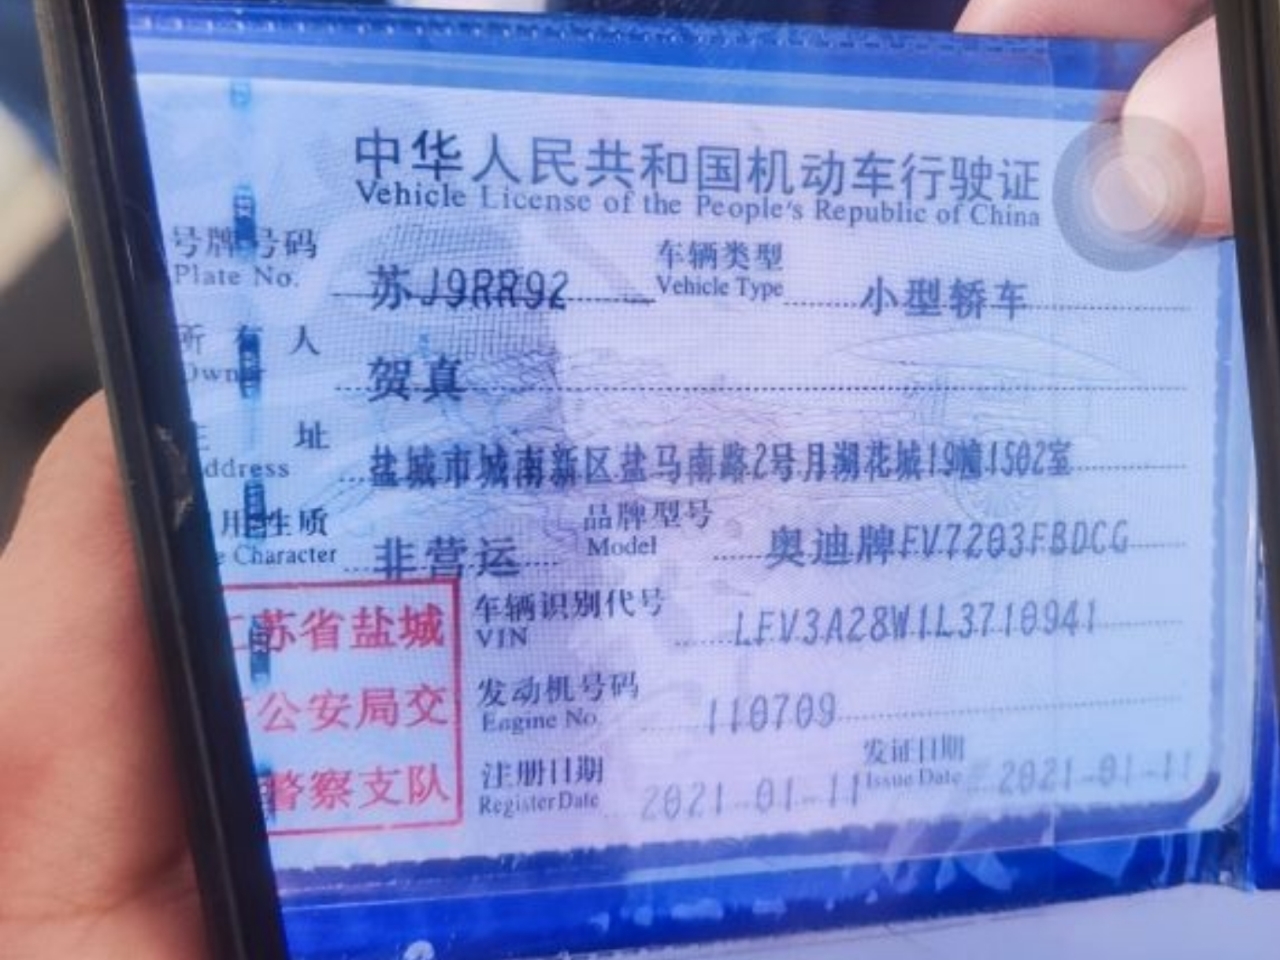 中华人民共和国机动车行驶证
Vehicle License of the People's Republic of China
号牌号码 苏J9RR92 车辆类型 小型轿车
Plate No. Vehicle Type
所有人 贺真
Owner
址 盐城市城南新区盐马南路2号月湖花城19幢1502室
ddress
用性质 非营运 品牌型号 奥迪牌FV7203FBDCG
e Character Model
苏省盐城 车辆识别代号 LFV3A28W1L3710941
VIN
公安局交 发动机号码 110709
Engine No.
警察支队 注册日期 2021-01-11 发证日期 2021-01-11
Register Date Issue Date